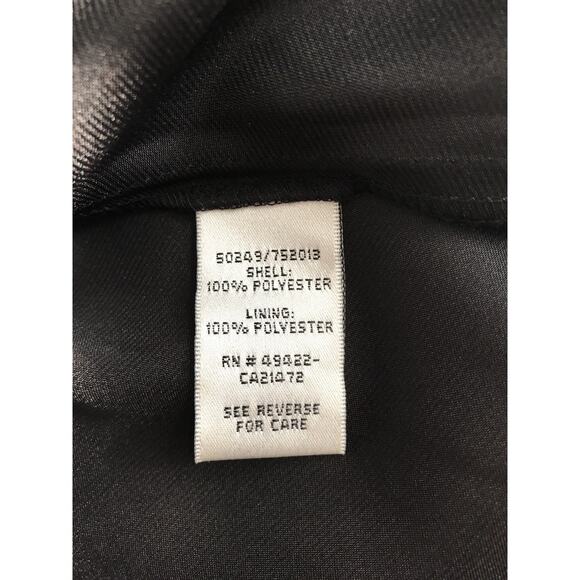 50249/752013
SHELL:
100% POLYESTER
LINING:
100% POLYESTER
RN # 49422-
CA21472
SEE REVERSE
FOR CARE